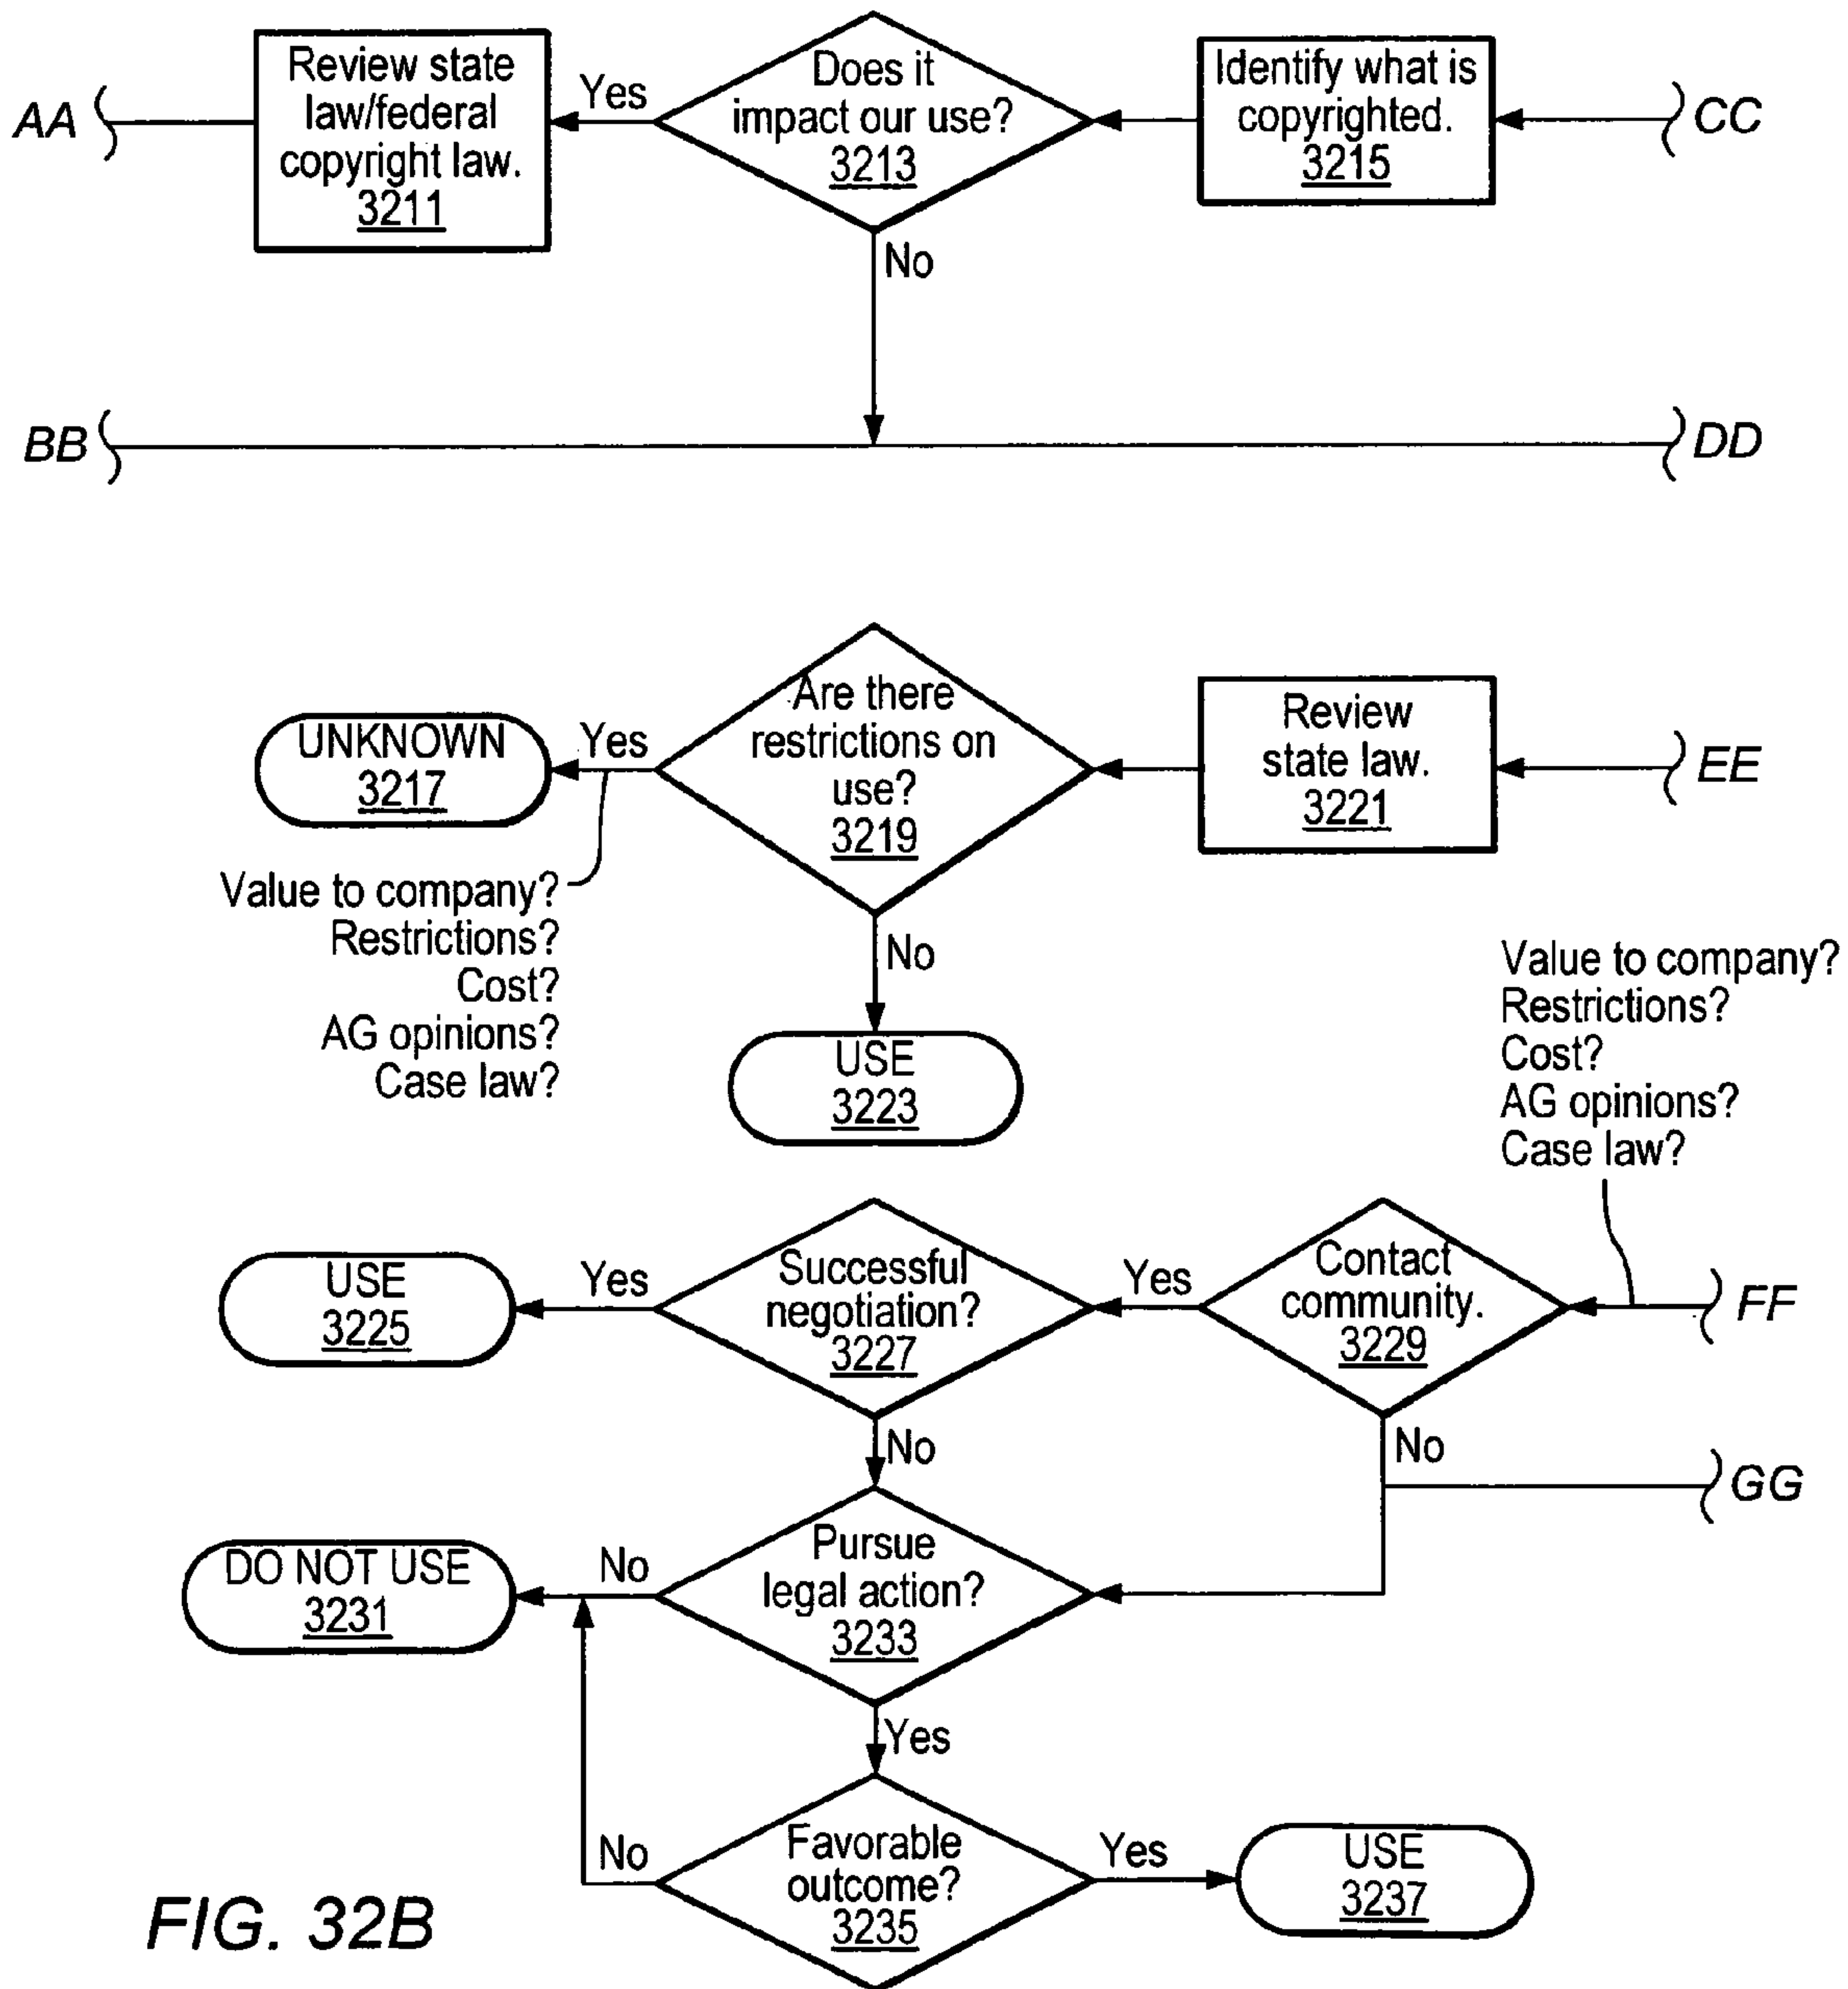 AA
Review state
law/federal
copyright law.
3211
Yes
Does it
impact our use?
3213
Identify what is
copyrighted.
3215
CC
No
BB
DD
UNKNOWN
3217
Yes
Are there
restrictions on
use?
3219
Review
state law.
3221
EE
Value to company?
Restrictions?
Cost?
AG opinions?
Case law?
No
USE
3223
Value to company?
Restrictions?
Cost?
AG opinions?
Case law?
USE
3225
Yes
Successful
negotiation?
3227
Yes
Contact
community.
3229
FF
No
No
GG
DO NOT USE
3231
No
Pursue
legal action?
3233
Yes
No
Favorable
outcome?
3235
Yes
USE
3237
FIG. 32B